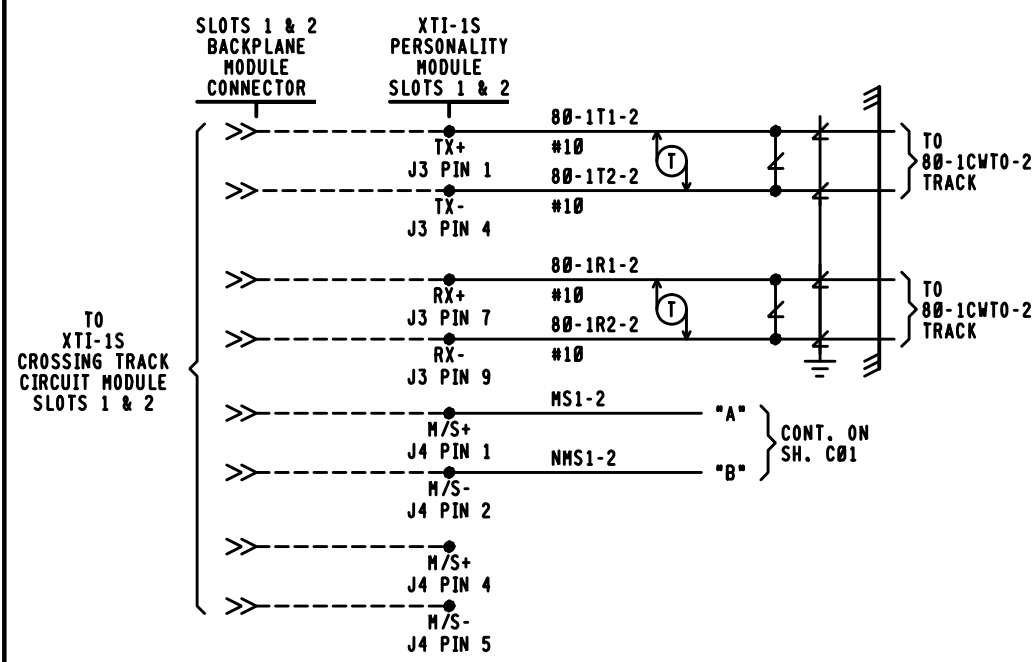 SLOTS 1 & 2
BACKPLANE
MODULE
CONNECTOR
XTI-1S
PERSONALITY
MODULE
SLOTS 1 & 2
80-1T1-2
TX+
#10
J3 PIN 1
T
80-1T2-2
TX-
#10
J3 PIN 4
TO
80-1CWTO-2
TRACK
80-1R1-2
RX+
#10
J3 PIN 7
T
80-1R2-2
RX-
#10
J3 PIN 9
TO
80-1CWTO-2
TRACK
TO
XTI-1S
CROSSING TRACK
CIRCUIT MODULE
SLOTS 1 & 2
MS1-2
"A"
M/S+
J4 PIN 1
NMS1-2
"B"
M/S-
J4 PIN 2
CONT. ON
SH. C01
M/S+
J4 PIN 4
M/S-
J4 PIN 5